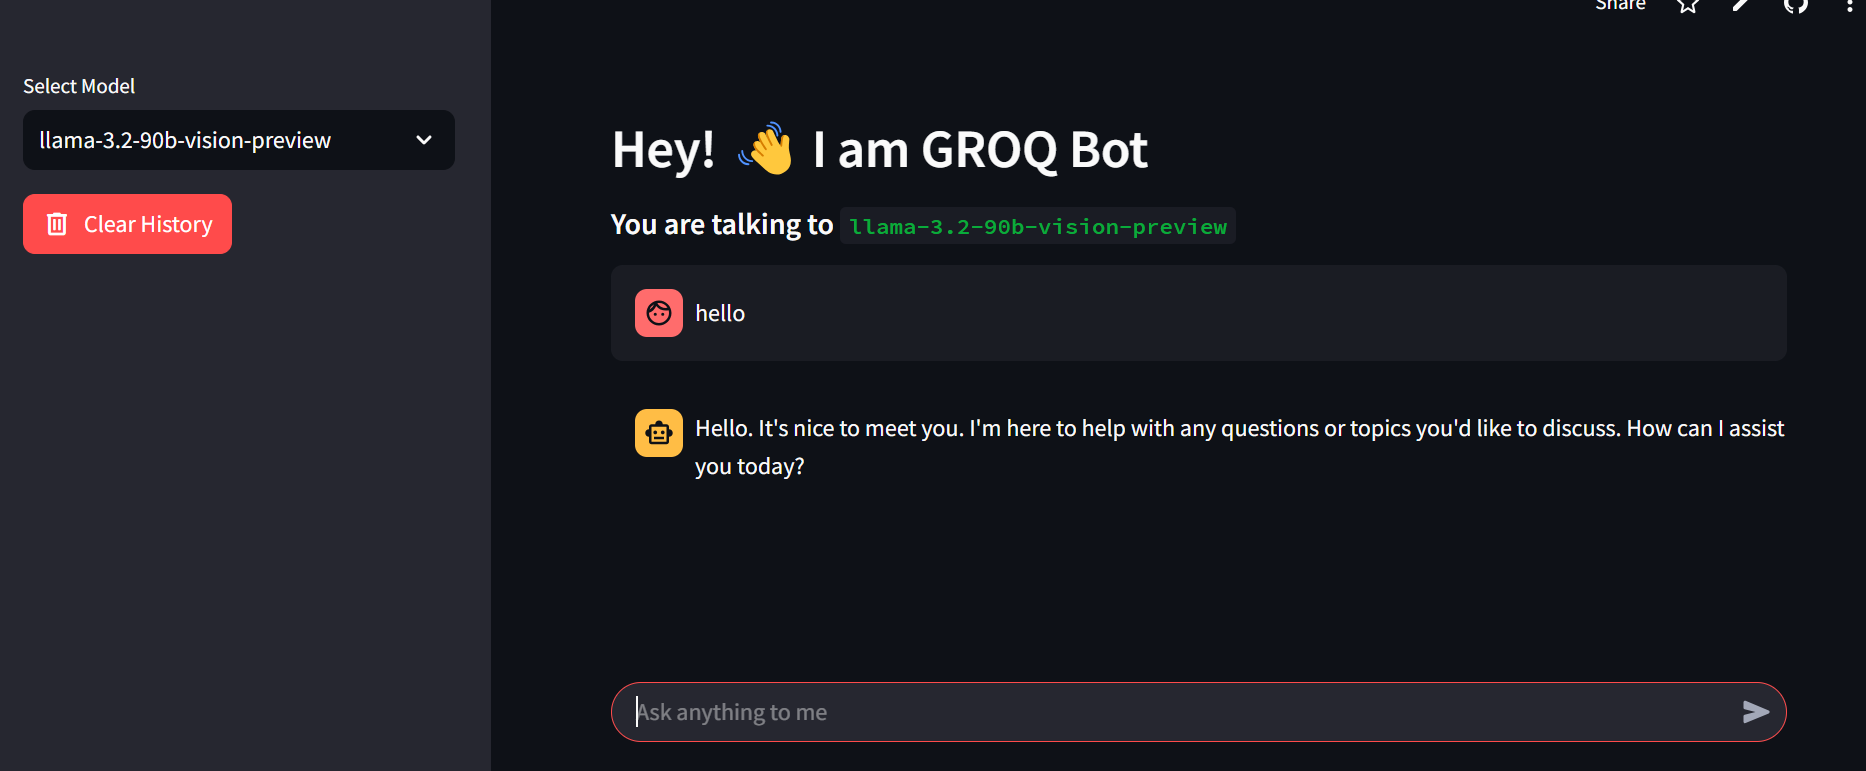 Share
Select Model
llama-3.2-90b-vision-preview
Clear History
Hey! 👋 I am GROQ Bot
You are talking to llama-3.2-90b-vision-preview
hello
Hello. It's nice to meet you. I'm here to help with any questions or topics you'd like to discuss. How can I assist
you today?
Ask anything to me